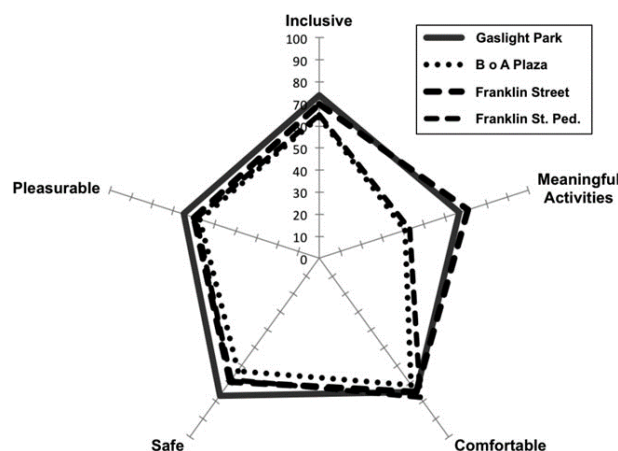 Inclusive
100
90
80
70
60
50
40
30
20
10
0
Gaslight Park
B o A Plaza
Franklin Street
Franklin St. Ped.
Pleasurable
Meaningful
Activities
Safe
Comfortable